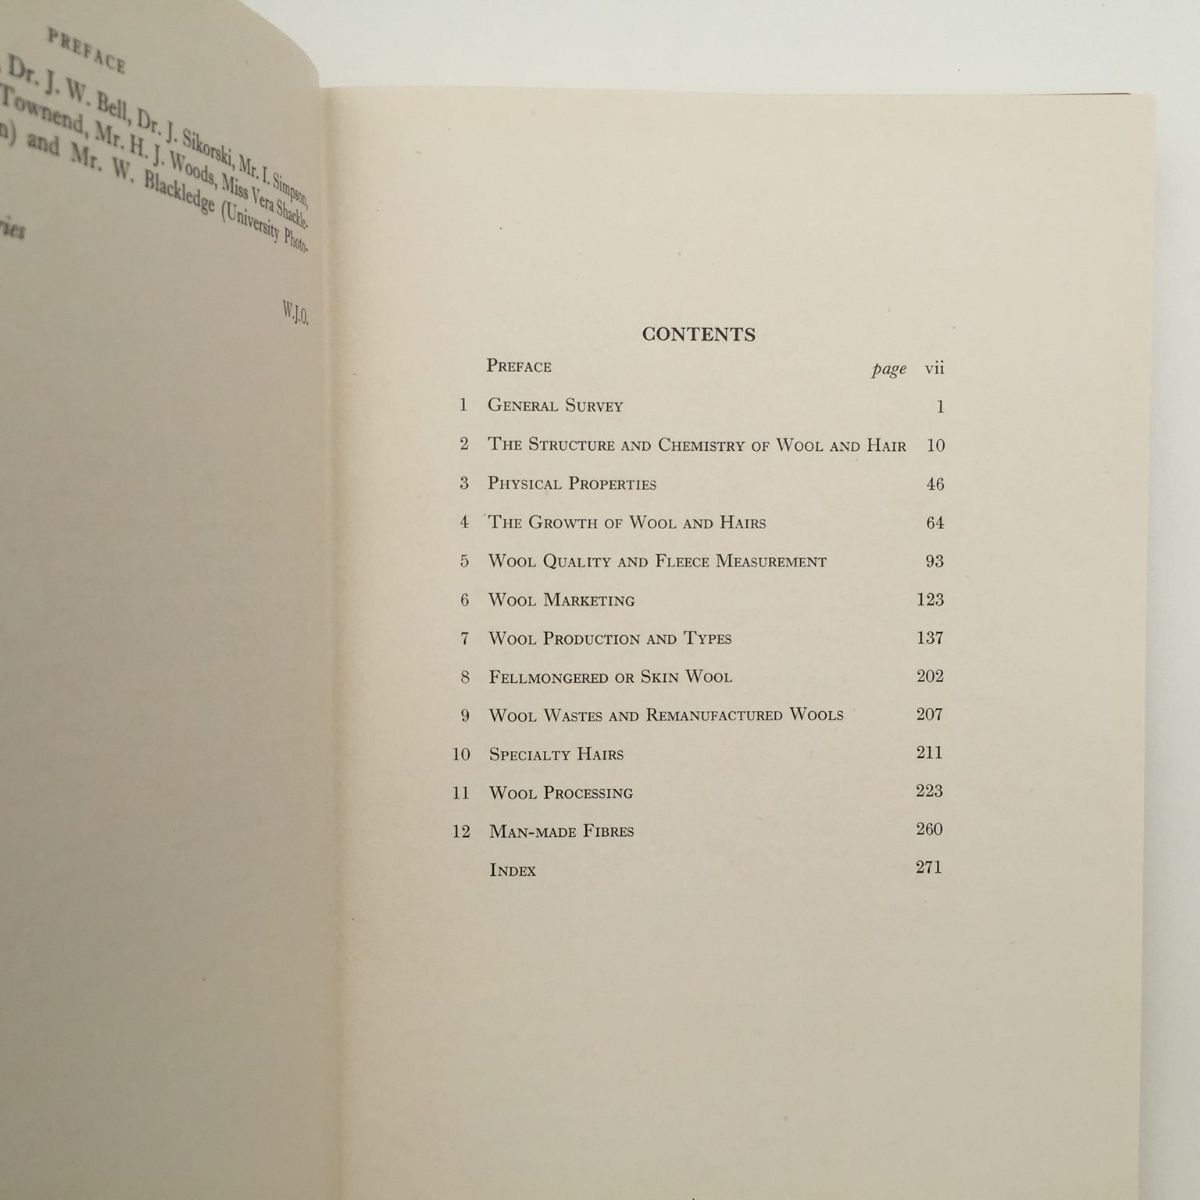 PREFACE
Dr. J. W. Bell, Dr. J. Sikorski, Mr. I. Simpson,
Townend, Mr. H. J. Woods, Miss Vera Shackle-
n) and Mr. W. Blackledge (University Photo-
ries
W.J.O.
CONTENTS
PREFACE page vii
1 GENERAL SURVEY 1
2 THE STRUCTURE AND CHEMISTRY OF WOOL AND HAIR 10
3 PHYSICAL PROPERTIES 46
4 THE GROWTH OF WOOL AND HAIRS 64
5 WOOL QUALITY AND FLEECE MEASUREMENT 93
6 WOOL MARKETING 123
7 WOOL PRODUCTION AND TYPES 137
8 FELLMONGERED OR SKIN WOOL 202
9 WOOL WASTES AND REMANUFACTURED WOOLS 207
10 SPECIALTY HAIRS 211
11 WOOL PROCESSING 223
12 MAN-MADE FIBRES 260
INDEX 271